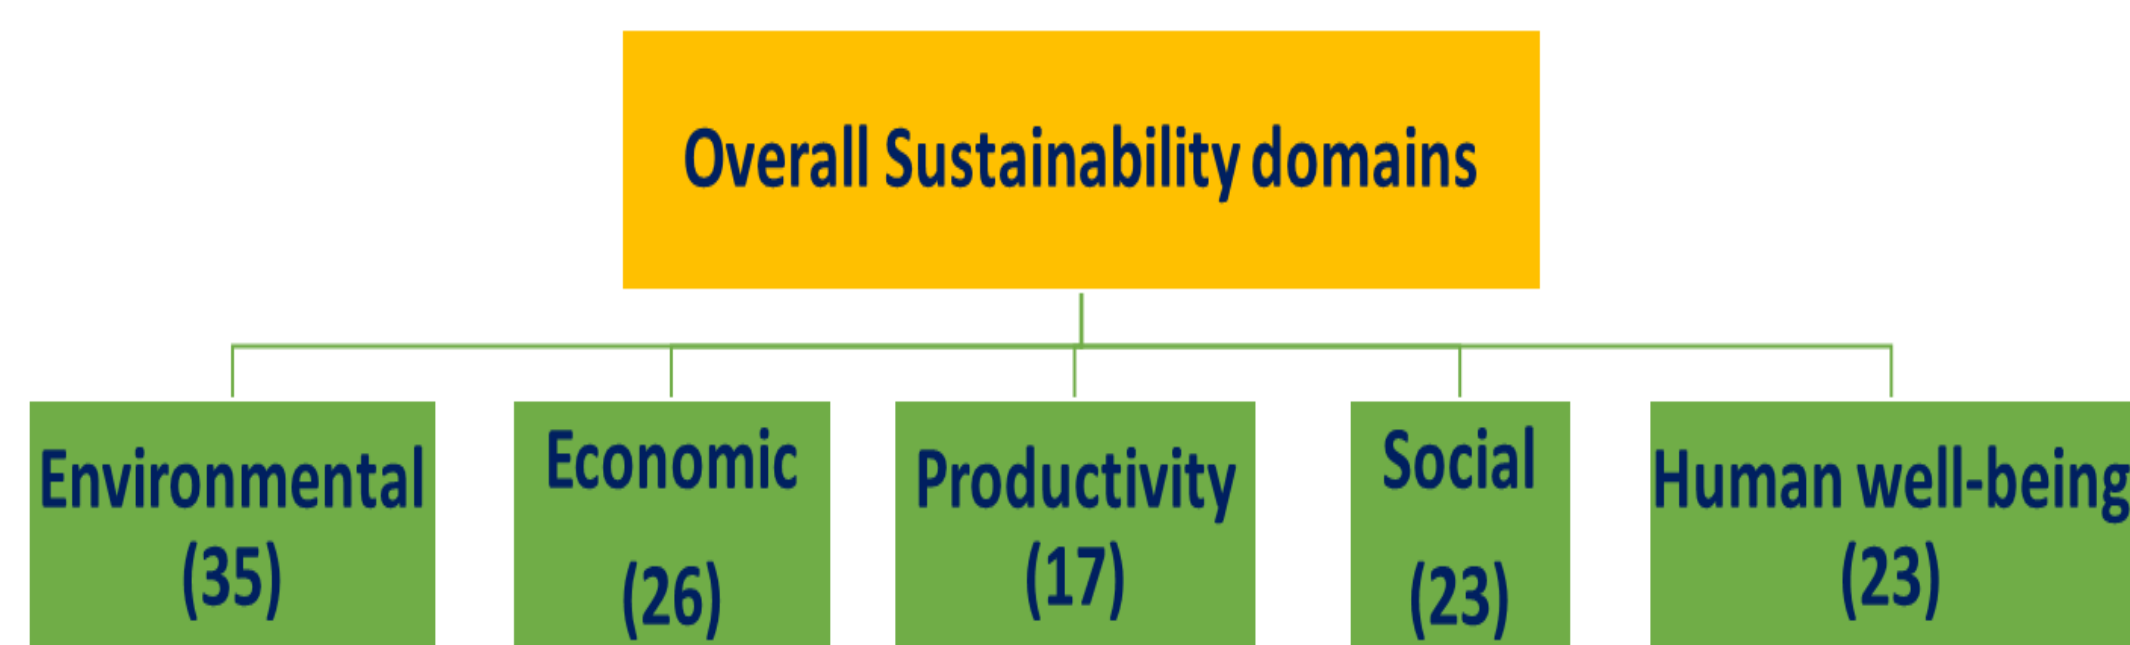 Overall Sustainability domains
Environmental
(35)
Economic
(26)
Productivity
(17)
Social
(23)
Human well-being
(23)